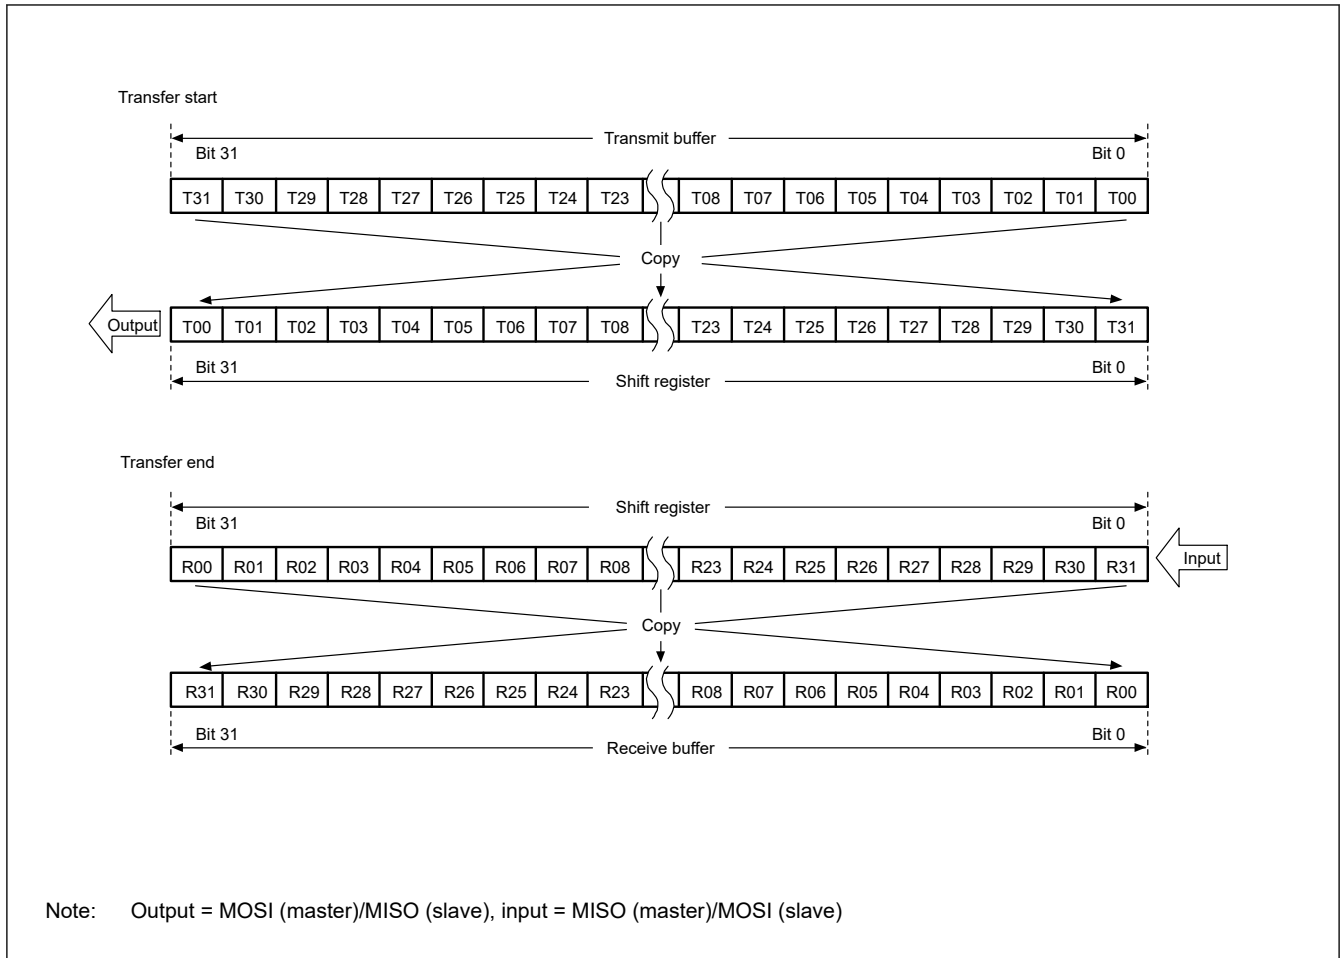 Transfer start
Transmit buffer
Bit 31 Bit 0
T31 T30 T29 T28 T27 T26 T25 T24 T23 T08 T07 T06 T05 T04 T03 T02 T01 T00
Copy
Output T00 T01 T02 T03 T04 T05 T06 T07 T08 T23 T24 T25 T26 T27 T28 T29 T30 T31
Bit 31 Bit 0
Shift register
Transfer end
Shift register
Bit 31 Bit 0
R00 R01 R02 R03 R04 R05 R06 R07 R08 R23 R24 R25 R26 R27 R28 R29 R30 R31 Input
Copy
R31 R30 R29 R28 R27 R26 R25 R24 R23 R08 R07 R06 R05 R04 R03 R02 R01 R00
Bit 31 Bit 0
Receive buffer
Note: Output = MOSI (master)/MISO (slave), input = MISO (master)/MOSI (slave)